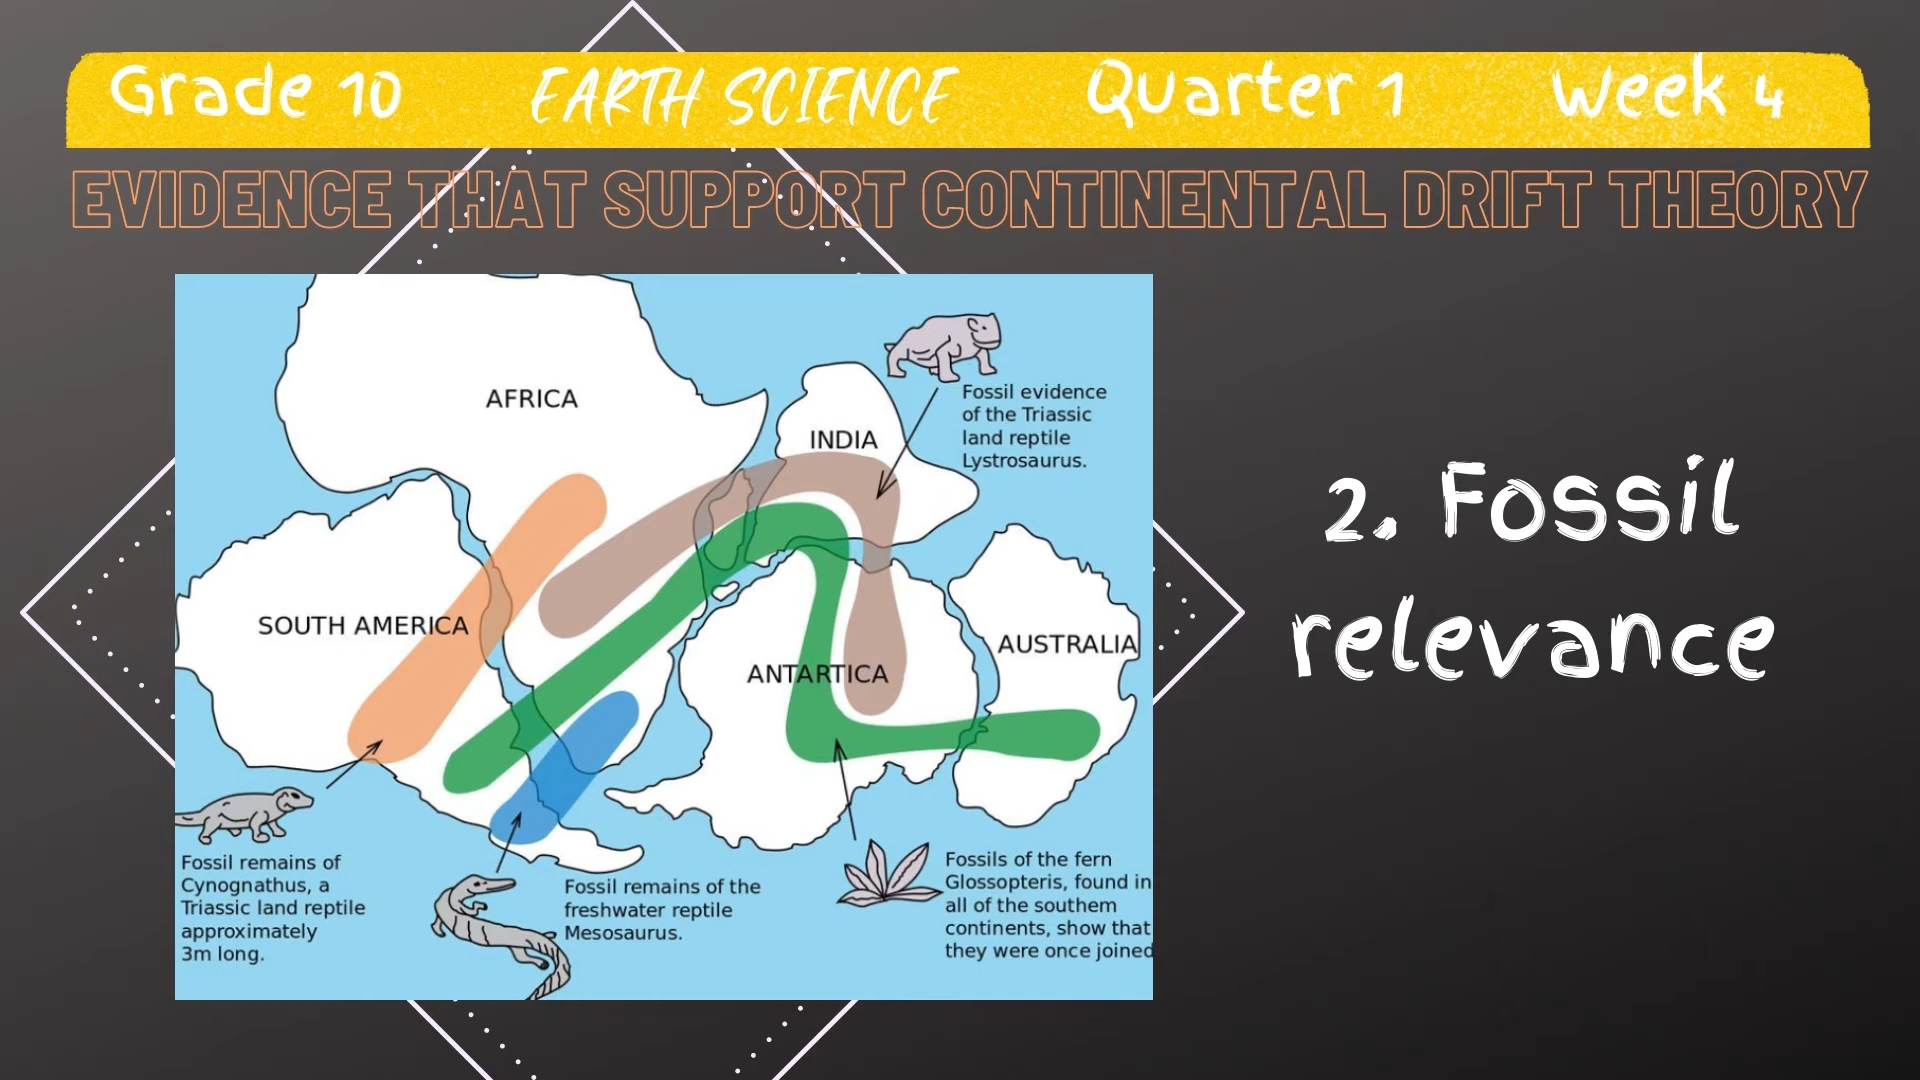 Grade 10 EARTH SCIENCE Quarter 1 Week 4
EVIDENCE THAT SUPPORT CONTINENTAL DRIFT THEORY
AFRICA
INDIA
SOUTH AMERICA
ANTARTICA
AUSTRALIA
Fossil evidence
of the Triassic
land reptile
Lystrosaurus.
Fossil remains of
Cynognathus, a
Triassic land reptile
approximately
3m long.
Fossil remains of the
freshwater reptile
Mesosaurus.
Fossils of the fern
Glossopteris, found in
all of the southem
continents, show that
they were once joined
2. Fossil
relevance